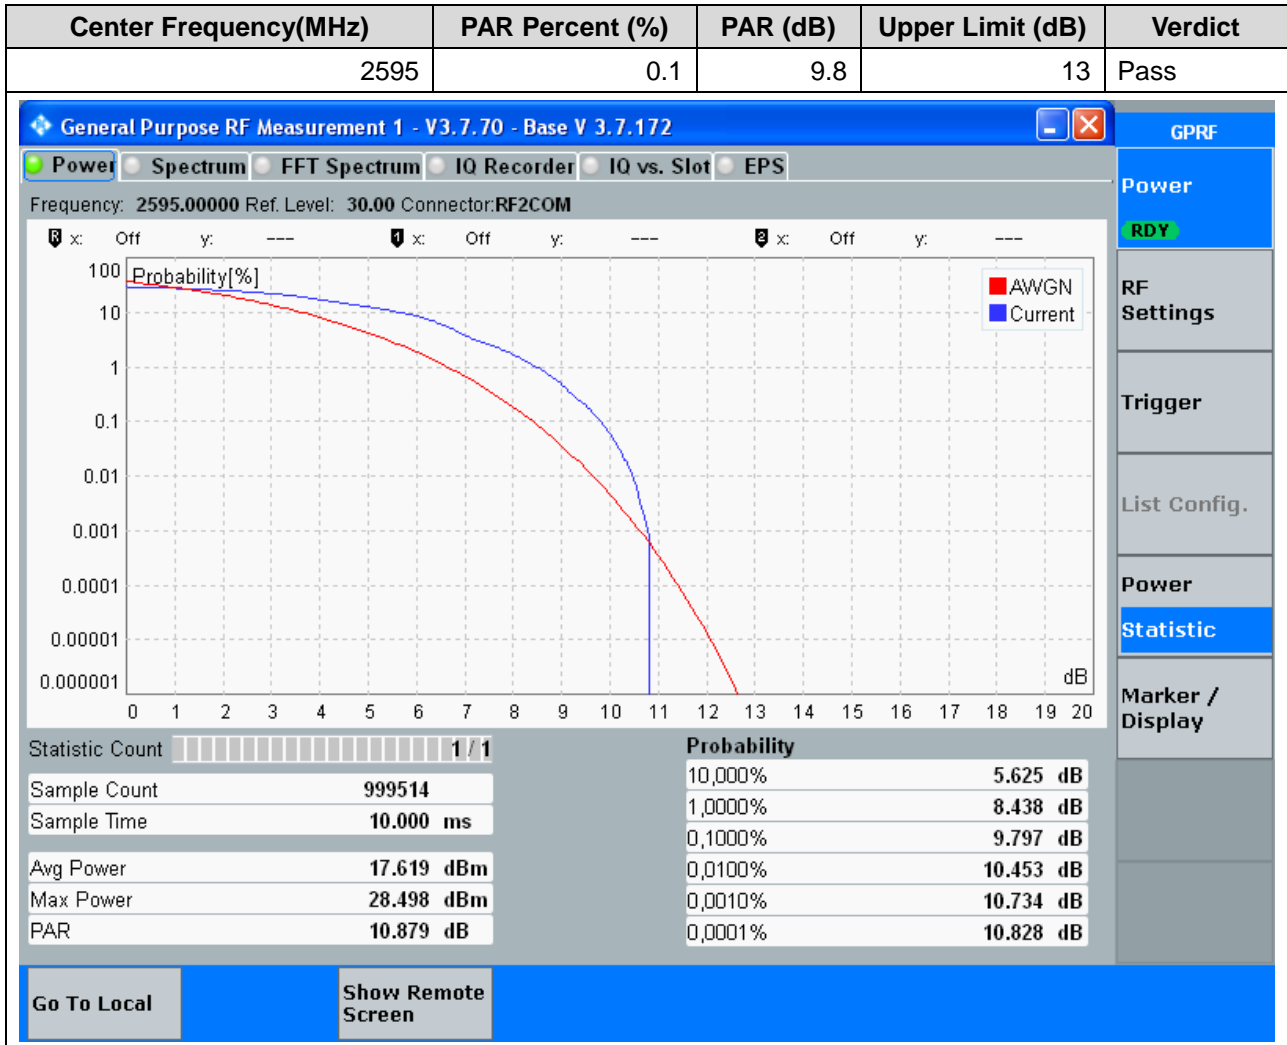 Center Frequency(MHz) PAR Percent (%) PAR (dB) Upper Limit (dB) Verdict
2595 0.1 9.8 13 Pass
General Purpose RF Measurement 1 - V3.7.70 - Base V 3.7.172
GPRF
Power Spectrum FFT Spectrum IQ Recorder IQ vs. Slot EPS
Power
RDY
Frequency: 2595.00000 Ref. Level: 30.00 Connector:RF2COM
R x: Off y: --- 1 x: Off y: --- 2 x: Off y: ---
100 Probability[%]
AWGN
Current
10
1
0.1
0.01
0.001
0.0001
0.00001
0.000001
dB
0 1 2 3 4 5 6 7 8 9 10 11 12 13 14 15 16 17 18 19 20
RF
Settings
Trigger
List Config.
Power
Statistic
Marker /
Display
Statistic Count 1 / 1
Sample Count 999514
Sample Time 10.000 ms
Avg Power 17.619 dBm
Max Power 28.498 dBm
PAR 10.879 dB
Probability
10,000% 5.625 dB
1,0000% 8.438 dB
0,1000% 9.797 dB
0,0100% 10.453 dB
0,0010% 10.734 dB
0,0001% 10.828 dB
Go To Local
Show Remote
Screen